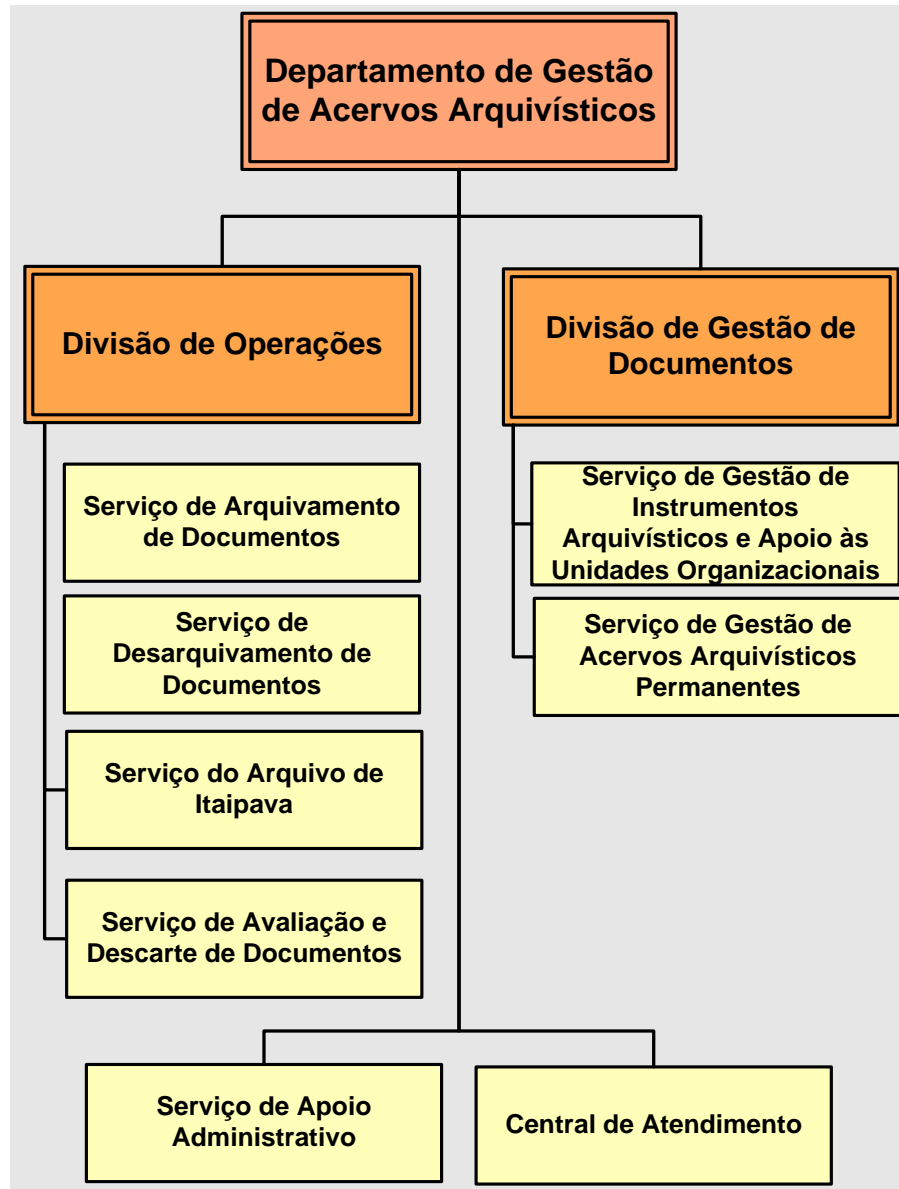 Departamento de Gestão
de Acervos Arquivísticos
Divisão de Operações
Divisão de Gestão de
Documentos
Serviço de Arquivamento
de Documentos
Serviço de
Desarquivamento de
Documentos
Serviço do Arquivo de
Itaipava
Serviço de Avaliação e
Descarte de Documentos
Serviço de Gestão de
Instrumentos
Arquivísticos e Apoio às
Unidades Organizacionais
Serviço de Gestão de
Acervos Arquivísticos
Permanentes
Serviço de Apoio
Administrativo
Central de Atendimento